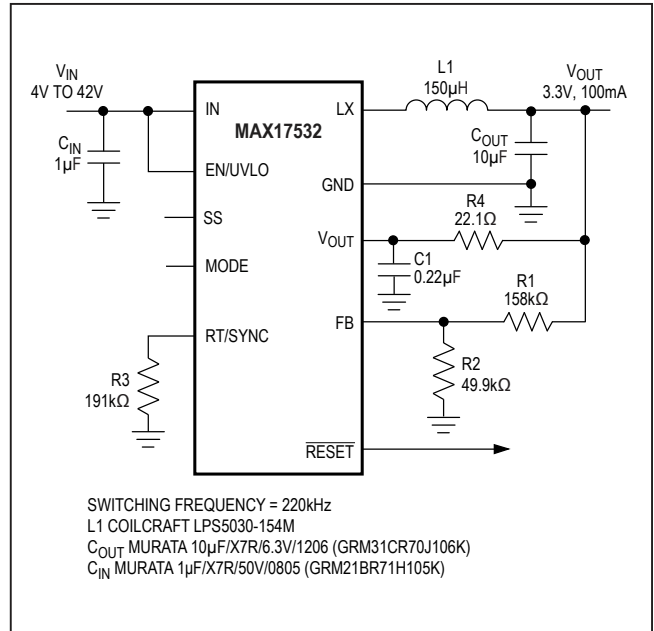 V_IN
4V TO 42V
C_IN
1µF
IN
EN/UVLO
SS
MODE
RT/SYNC
R3
191kΩ
MAX17532
LX
GND
V_OUT
FB
RESET
L1
150µH
V_OUT
3.3V, 100mA
C_OUT
10µF
R4
22.1Ω
C1
0.22µF
R1
158kΩ
R2
49.9kΩ
SWITCHING FREQUENCY = 220kHz
L1 COILCRAFT LPS5030-154M
C_OUT MURATA 10µF/X7R/6.3V/1206 (GRM31CR70J106K)
C_IN MURATA 1µF/X7R/50V/0805 (GRM21BR71H105K)